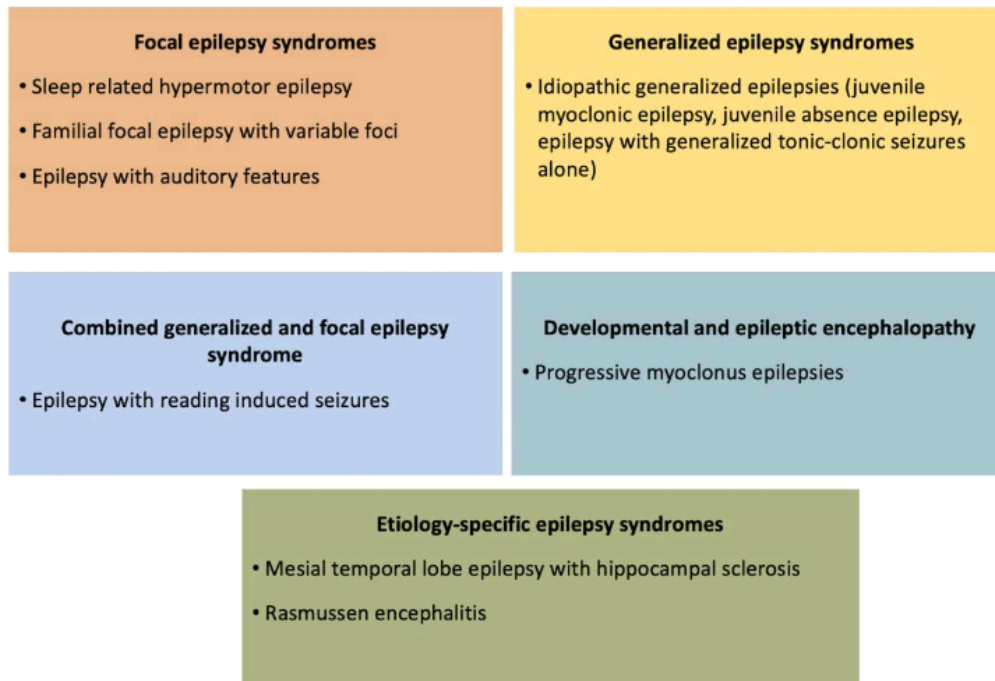 Focal epilepsy syndromes
• Sleep related hypermotor epilepsy
• Familial focal epilepsy with variable foci
• Epilepsy with auditory features
Generalized epilepsy syndromes
• Idiopathic generalized epilepsies (juvenile
myoclonic epilepsy, juvenile absence epilepsy,
epilepsy with generalized tonic-clonic seizures
alone)
Combined generalized and focal epilepsy
syndrome
• Epilepsy with reading induced seizures
Developmental and epileptic encephalopathy
• Progressive myoclonus epilepsies
Etiology-specific epilepsy syndromes
• Mesial temporal lobe epilepsy with hippocampal sclerosis
• Rasmussen encephalitis